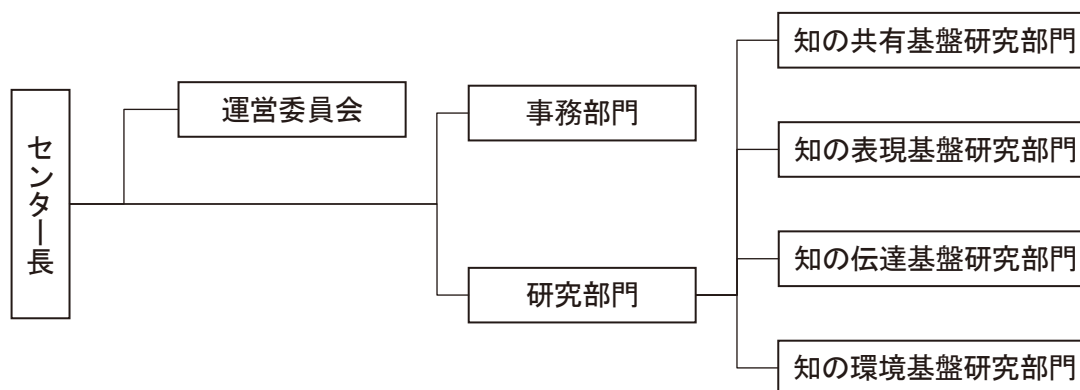 センター長
運営委員会
事務部門
研究部門
知の共有基盤研究部門
知の表現基盤研究部門
知の伝達基盤研究部門
知の環境基盤研究部門